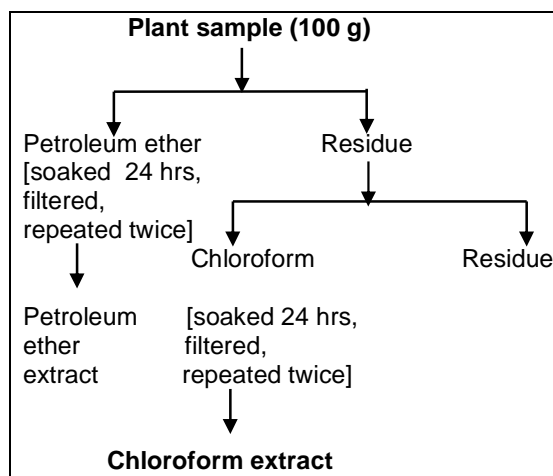 Plant sample (100 g)
Petroleum ether
[soaked 24 hrs,
filtered,
repeated twice]
Residue
Chloroform
Residue
Petroleum
ether
extract
[soaked 24 hrs,
filtered,
repeated twice]
Chloroform extract